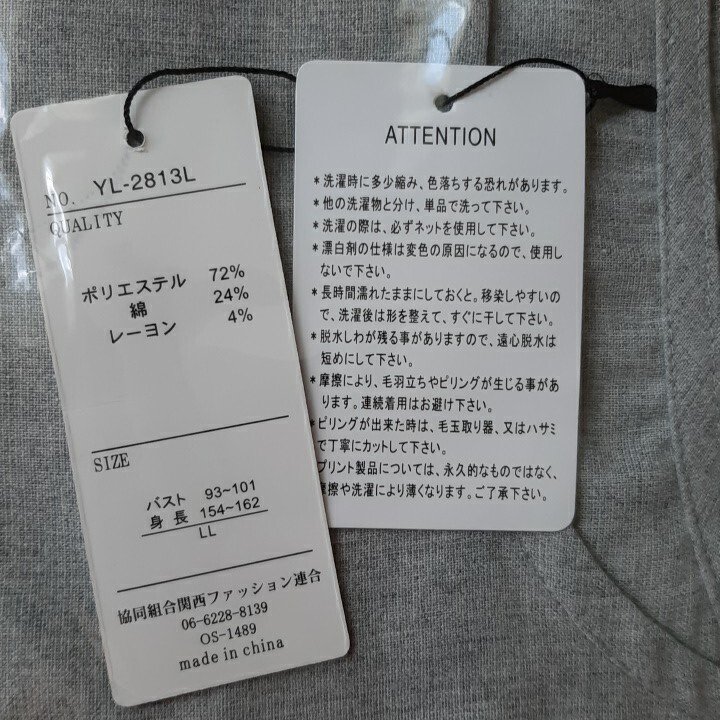 NO. YL-2813L
QUALITY
ポリエステル 72%
綿 24%
レーヨン 4%
SIZE
バスト 93~101
身長 154~162
LL
協同組合関西ファッション連合
06-6228-8139
OS-1489
made in china
ATTENTION
*洗濯時に多少縮み、色落ちする恐れがあります。
*他の洗濯物と分け、単品で洗って下さい。
*洗濯の際は、必ずネットを使用して下さい。
*漂白剤の仕様は変色の原因になるので、使用し
ないで下さい。
*長時間濡れたままにしておくと。移染しやすいの
で、洗濯後は形を整えて、すぐに干して下さい。
*脱水しわが残る事がありますので、遠心脱水は
短めにして下さい。
*摩擦により、毛羽立ちやピリングが生じる事があ
ります。連続着用はお避け下さい。
*ピリングが出来た時は、毛玉取り器、又はハサミ
で丁寧にカットして下さい。
プリント製品については、永久的なものではなく、
摩擦や洗濯により薄くなります。ご了承下さい。